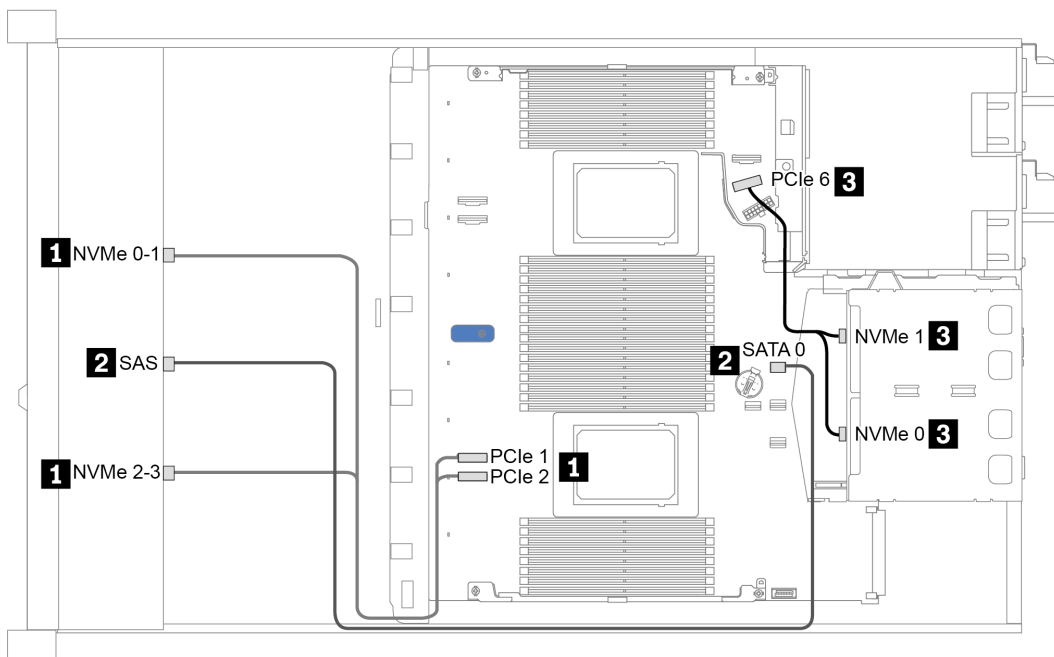 PCIe 6 3
1 NVMe 0-1
NVMe 1 3
2 SAS
2 SATA 0
NVMe 0 3
PCIe 1
1
1 NVMe 2-3
PCIe 2